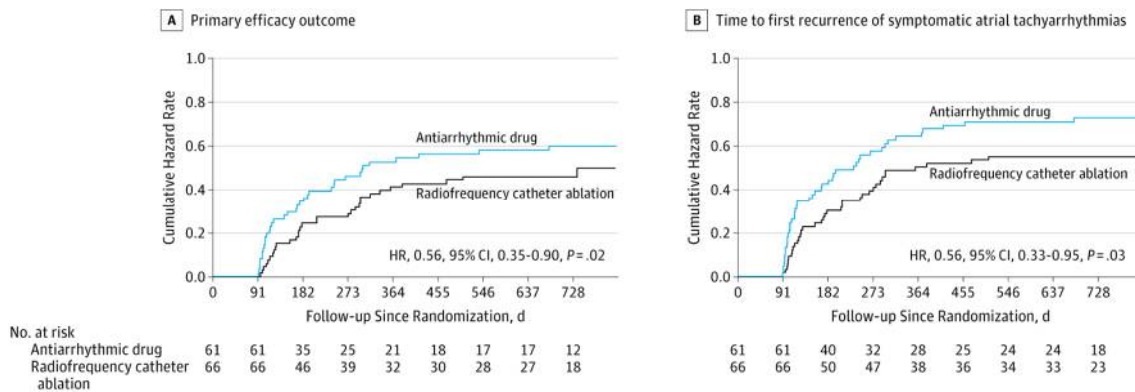 A Primary efficacy outcome
1.0
0.8
0.6
0.4
0.2
0
Cumulative Hazard Rate
Antiarrhythmic drug
Radiofrequency catheter ablation
HR, 0.56, 95% CI, 0.35-0.90, P = .02
0 91 182 273 364 455 546 637 728
Follow-up Since Randomization, d
No. at risk
Antiarrhythmic drug 61 61 35 25 21 18 17 17 12
Radiofrequency catheter 66 66 46 39 32 30 28 27 18
ablation
B Time to first recurrence of symptomatic atrial tachyarrhythmias
1.0
0.8
0.6
0.4
0.2
0
Cumulative Hazard Rate
Antiarrhythmic drug
Radiofrequency catheter ablation
HR, 0.56, 95% CI, 0.33-0.95, P = .03
0 91 182 273 364 455 546 637 728
Follow-up Since Randomization, d
61 61 40 32 28 25 24 24 18
66 66 50 47 38 36 34 33 23